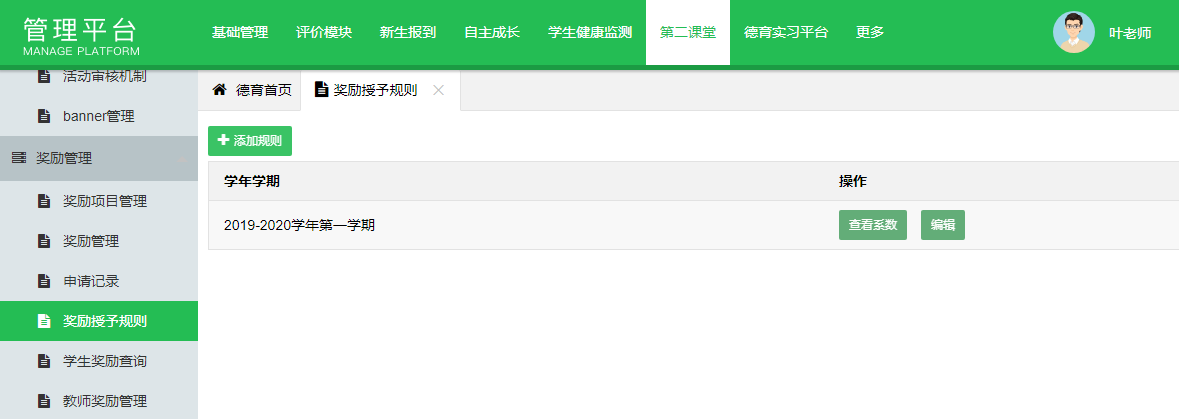 管理平台
MANAGE PLATFORM
基础管理 评价模块 新生报到 自主成长 学生健康监测 第二课堂 德育实习平台 更多
叶老师
活动审核机制
banner管理
奖励管理
奖励项目管理
奖励管理
申请记录
奖励授予规则
学生奖励查询
教师奖励管理
德育首页 奖励授予规则
添加规则
学年学期 操作
2019-2020学年第一学期 查看系数 编辑